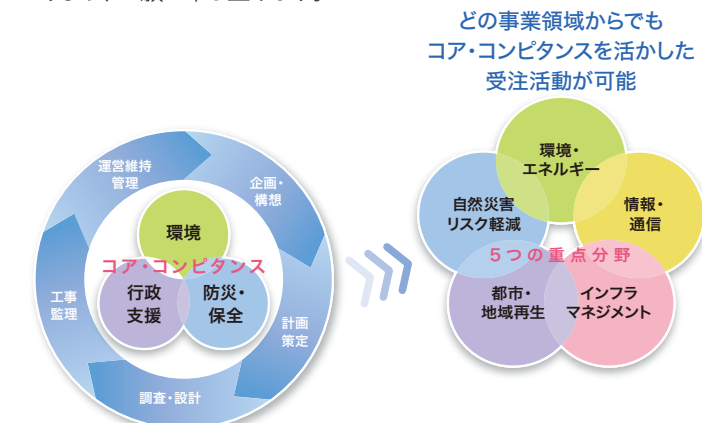 どの事業領域からでも
コア・コンピタンスを活かした
受注活動が可能
運営維持
管理
企画・
構想
環境
コア・コンピタンス
行政
支援
防災・
保全
工事
監理
計画
策定
調査・設計
環境・
エネルギー
自然災害
リスク軽減
情報・
通信
5つの重点分野
都市・
地域再生
インフラ
マネジメント